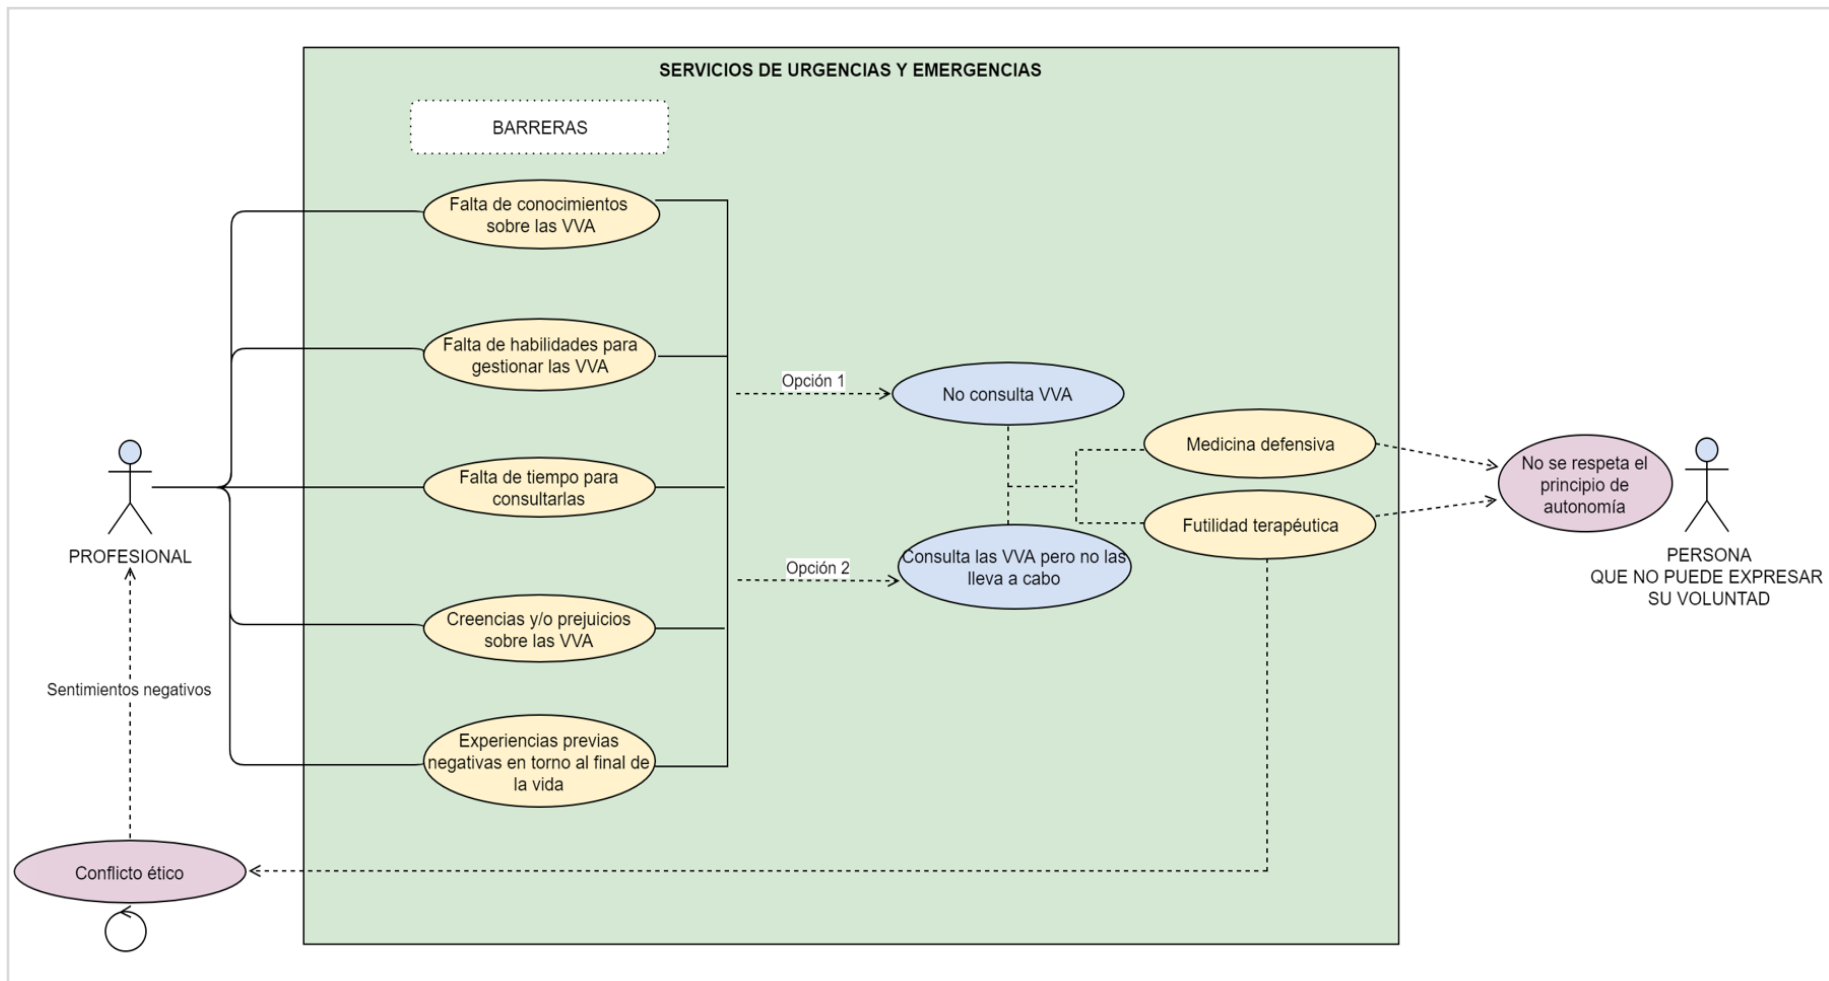 SERVICIOS DE URGENCIAS Y EMERGENCIAS
BARRERAS
Falta de conocimientos
sobre las VVA
Falta de habilidades para
gestionar las VVA
Falta de tiempo para
consultarlas
Creencias y/o prejuicios
sobre las VVA
Experiencias previas
negativas en torno al final de
la vida
PROFESIONAL
Sentimientos negativos
Conflicto ético
Opción 1
No consulta VVA
Opción 2
Consulta las VVA pero no las
lleva a cabo
Medicina defensiva
Futilidad terapéutica
No se respeta el
principio de
autonomía
PERSONA
QUE NO PUEDE EXPRESAR
SU VOLUNTAD